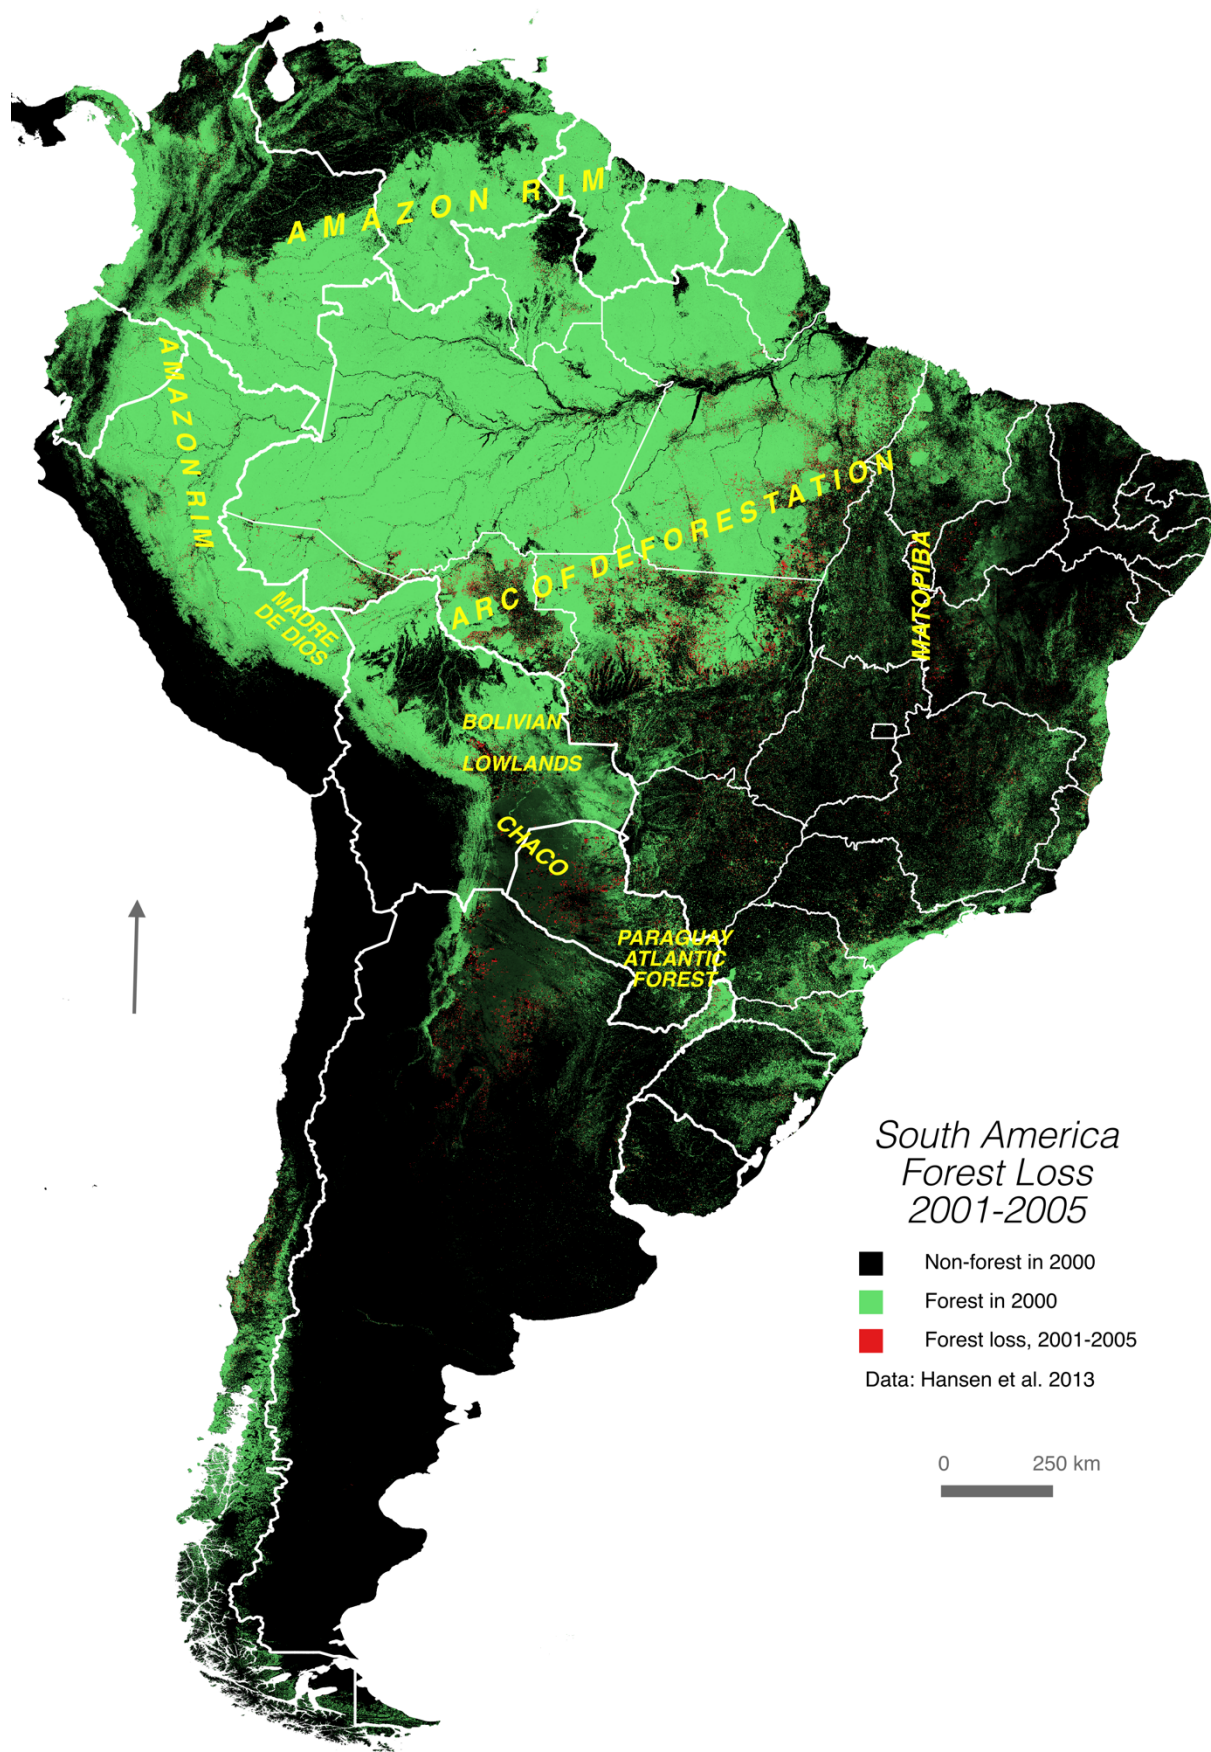 AMAZON RIM
AMAZON RIM
ARC OF DEFORESTATION
MATOPIBA
MADRE
DE DIOS
BOLIVIAN
LOWLANDS
CHACO
PARAGUAY
ATLANTIC
FOREST
South America
Forest Loss
2001-2005
Non-forest in 2000
Forest in 2000
Forest loss, 2001-2005
Data: Hansen et al. 2013
0 250 km